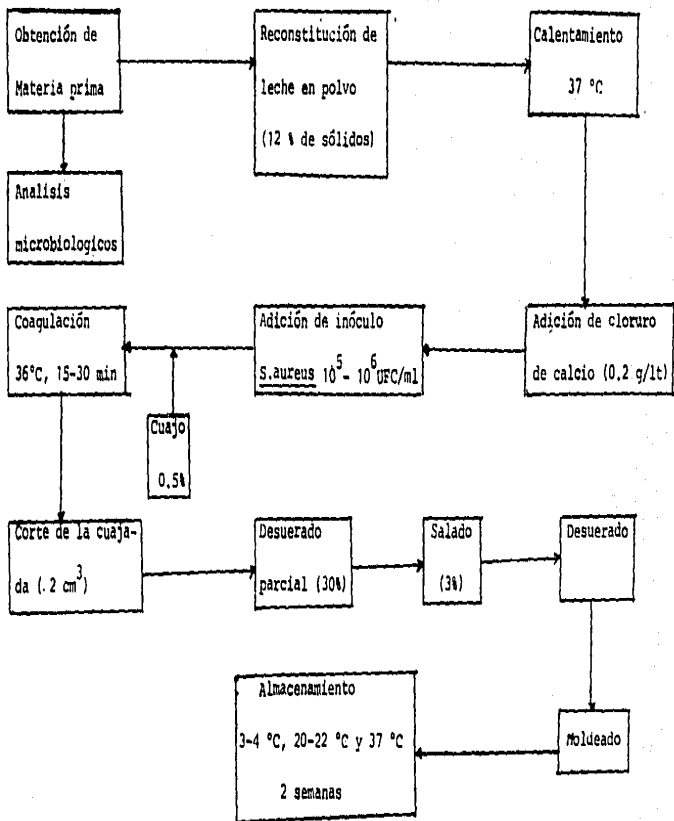 Obtención de
Materia prima
Reconstitución de
leche en polvo
(12 % de sólidos)
Calentamiento
37 °C
Analisis
microbiologicos
Adición de cloruro
de calcio (0,2 g/lt)
Adición de inóculo
S.aureus 10^5 - 10^6 UFC/ml
Cuajo
0.5%
Coagulación
36°C, 15-30 min
Corte de la cuaja-
da (.2 cm^3)
Desuerado
parcial (30%)
Salado
(3%)
Desuerado
Moldeado
Almacenamiento
3-4 °C, 20-22 °C y 37 °C
2 semanas